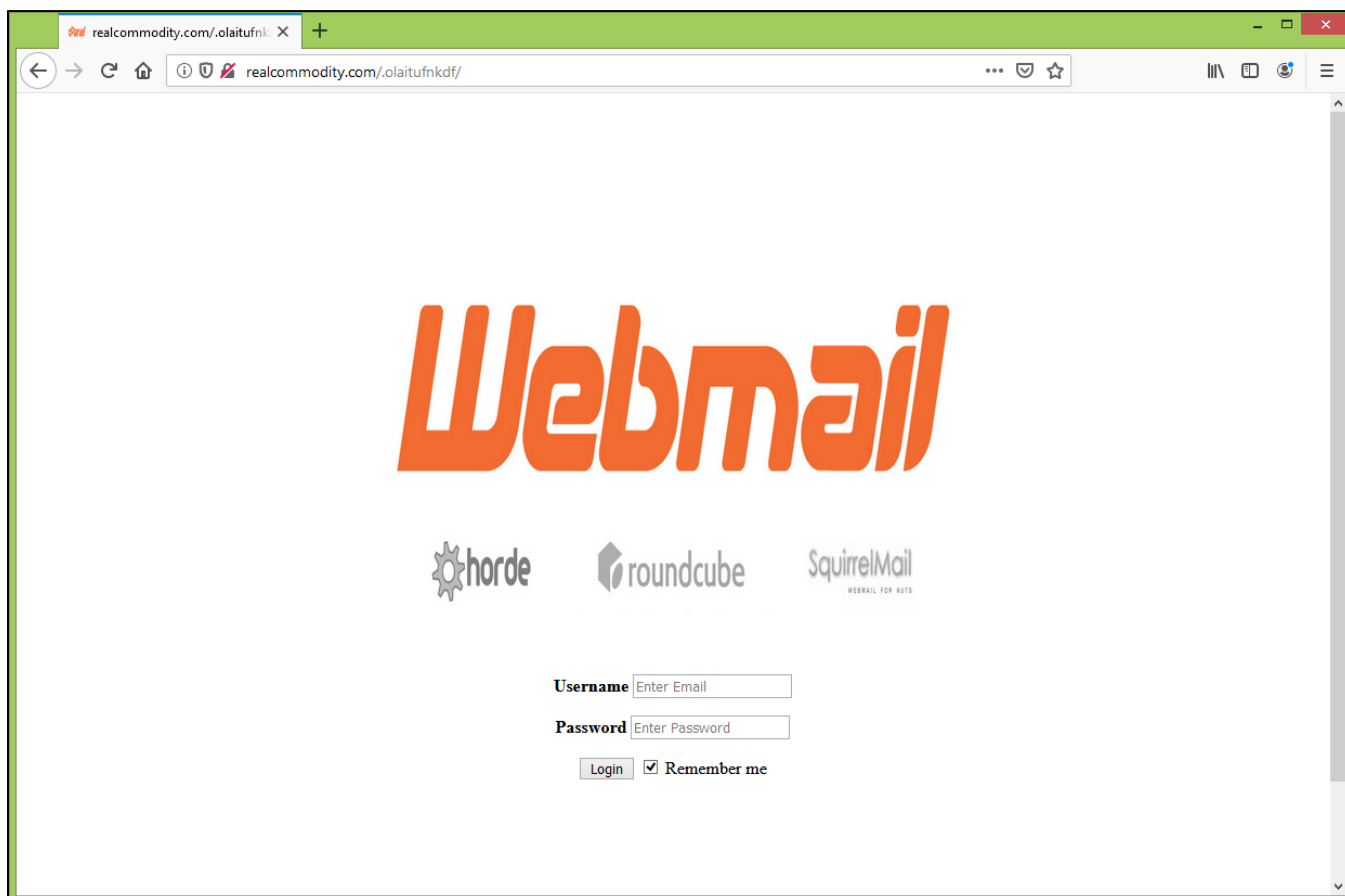 realcommodity.com/.olaitufnk
realcommodity.com/.olaitufnkdf/
Webmail
horde roundcube SquirrelMail
WEBMAIL FOR NUTS
Username Enter Email
Password Enter Password
Login Remember me